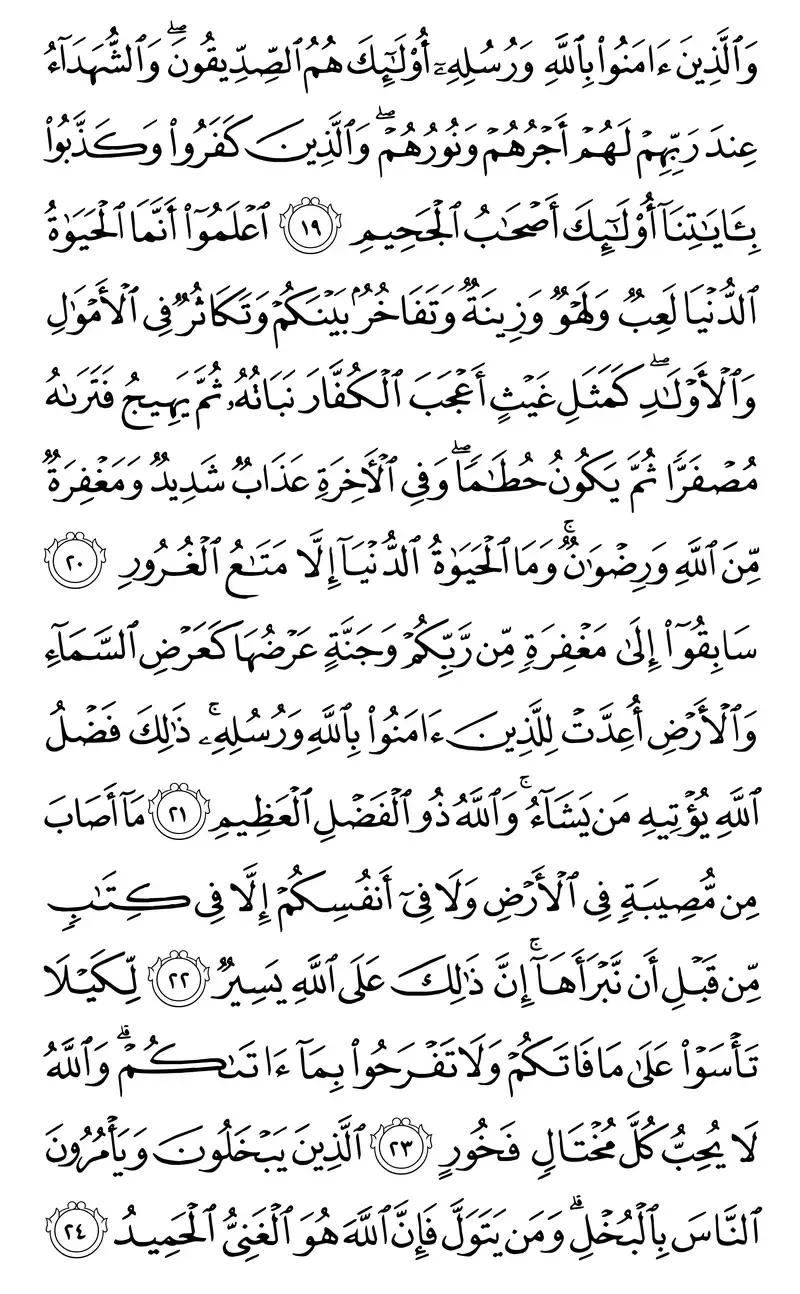 وَٱلَّذِينَ ءَامَنُوا۟ بِٱللَّهِ وَرُسُلِهِۦٓ أُو۟لَـٰٓئِكَ هُمُ ٱلصِّدِّيقُونَ ۖ وَٱلشُّهَدَآءُ
عِندَ رَبِّهِمْ لَهُمْ أَجْرُهُمْ وَنُورُهُمْ ۖ وَٱلَّذِينَ كَفَرُوا۟ وَكَذَّبُوا۟
بِـَٔايَـٰتِنَآ أُو۟لَـٰٓئِكَ أَصْحَـٰبُ ٱلْجَحِيمِ ١٩ ٱعْلَمُوٓا۟ أَنَّمَا ٱلْحَيَوٰةُ
ٱلدُّنْيَا لَعِبٌ وَلَهْوٌ وَزِينَةٌ وَتَفَاخُرٌۢ بَيْنَكُمْ وَتَكَاثُرٌ فِى ٱلْأَمْوَٰلِ
وَٱلْأَوْلَـٰدِ ۖ كَمَثَلِ غَيْثٍ أَعْجَبَ ٱلْكُفَّارَ نَبَاتُهُۥ ثُمَّ يَهِيجُ فَتَرَىٰهُ
مُصْفَرًّا ثُمَّ يَكُونُ حُطَـٰمًا ۖ وَفِى ٱلْـَٔاخِرَةِ عَذَابٌ شَدِيدٌ وَمَغْفِرَةٌ
مِّنَ ٱللَّهِ وَرِضْوَٰنٌ ۚ وَمَا ٱلْحَيَوٰةُ ٱلدُّنْيَآ إِلَّا مَتَـٰعُ ٱلْغُرُورِ ٢٠
سَابِقُوٓا۟ إِلَىٰ مَغْفِرَةٍ مِّن رَّبِّكُمْ وَجَنَّةٍ عَرْضُهَا كَعَرْضِ ٱلسَّمَآءِ
وَٱلْأَرْضِ أُعِدَّتْ لِلَّذِينَ ءَامَنُوا۟ بِٱللَّهِ وَرُسُلِهِۦ ۚ ذَٰلِكَ فَضْلُ
ٱللَّهِ يُؤْتِيهِ مَن يَشَآءُ ۚ وَٱللَّهُ ذُو ٱلْفَضْلِ ٱلْعَظِيمِ ٢١ مَآ أَصَابَ
مِن مُّصِيبَةٍ فِى ٱلْأَرْضِ وَلَا فِىٓ أَنفُسِكُمْ إِلَّا فِى كِتَـٰبٍ
مِّن قَبْلِ أَن نَّبْرَأَهَآ ۚ إِنَّ ذَٰلِكَ عَلَى ٱللَّهِ يَسِيرٌ ٢٢ لِّكَيْلَا
تَأْسَوْا۟ عَلَىٰ مَا فَاتَكُمْ وَلَا تَفْرَحُوا۟ بِمَآ ءَاتَىٰكُمْ ۗ وَٱللَّهُ
لَا يُحِبُّ كُلَّ مُخْتَالٍ فَخُورٍ ٢٣ ٱلَّذِينَ يَبْخَلُونَ وَيَأْمُرُونَ
ٱلنَّاسَ بِٱلْبُخْلِ ۗ وَمَن يَتَوَلَّ فَإِنَّ ٱللَّهَ هُوَ ٱلْغَنِىُّ ٱلْحَمِيدُ ٢٤